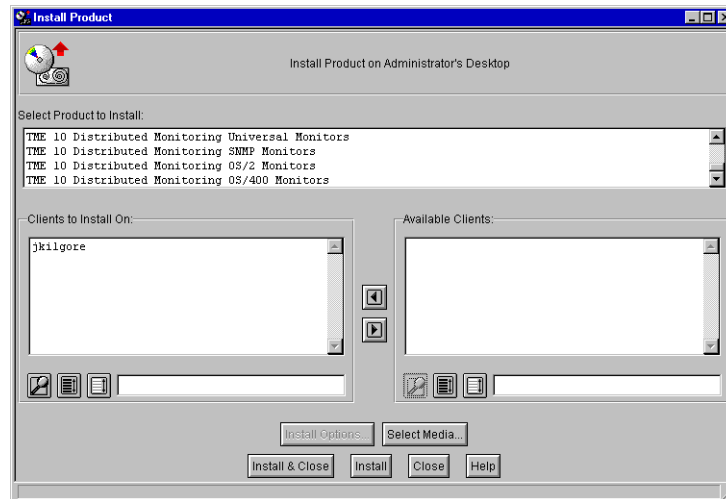 Install Product
Install Product on Administrator's Desktop
Select Product to Install:
TME 10 Distributed Monitoring Universal Monitors
TME 10 Distributed Monitoring SNMP Monitors
TME 10 Distributed Monitoring OS/2 Monitors
TME 10 Distributed Monitoring OS/400 Monitors
Clients to Install On:
Available Clients:
jkilgore
Install Options...
Select Media...
Install & Close
Install
Close
Help